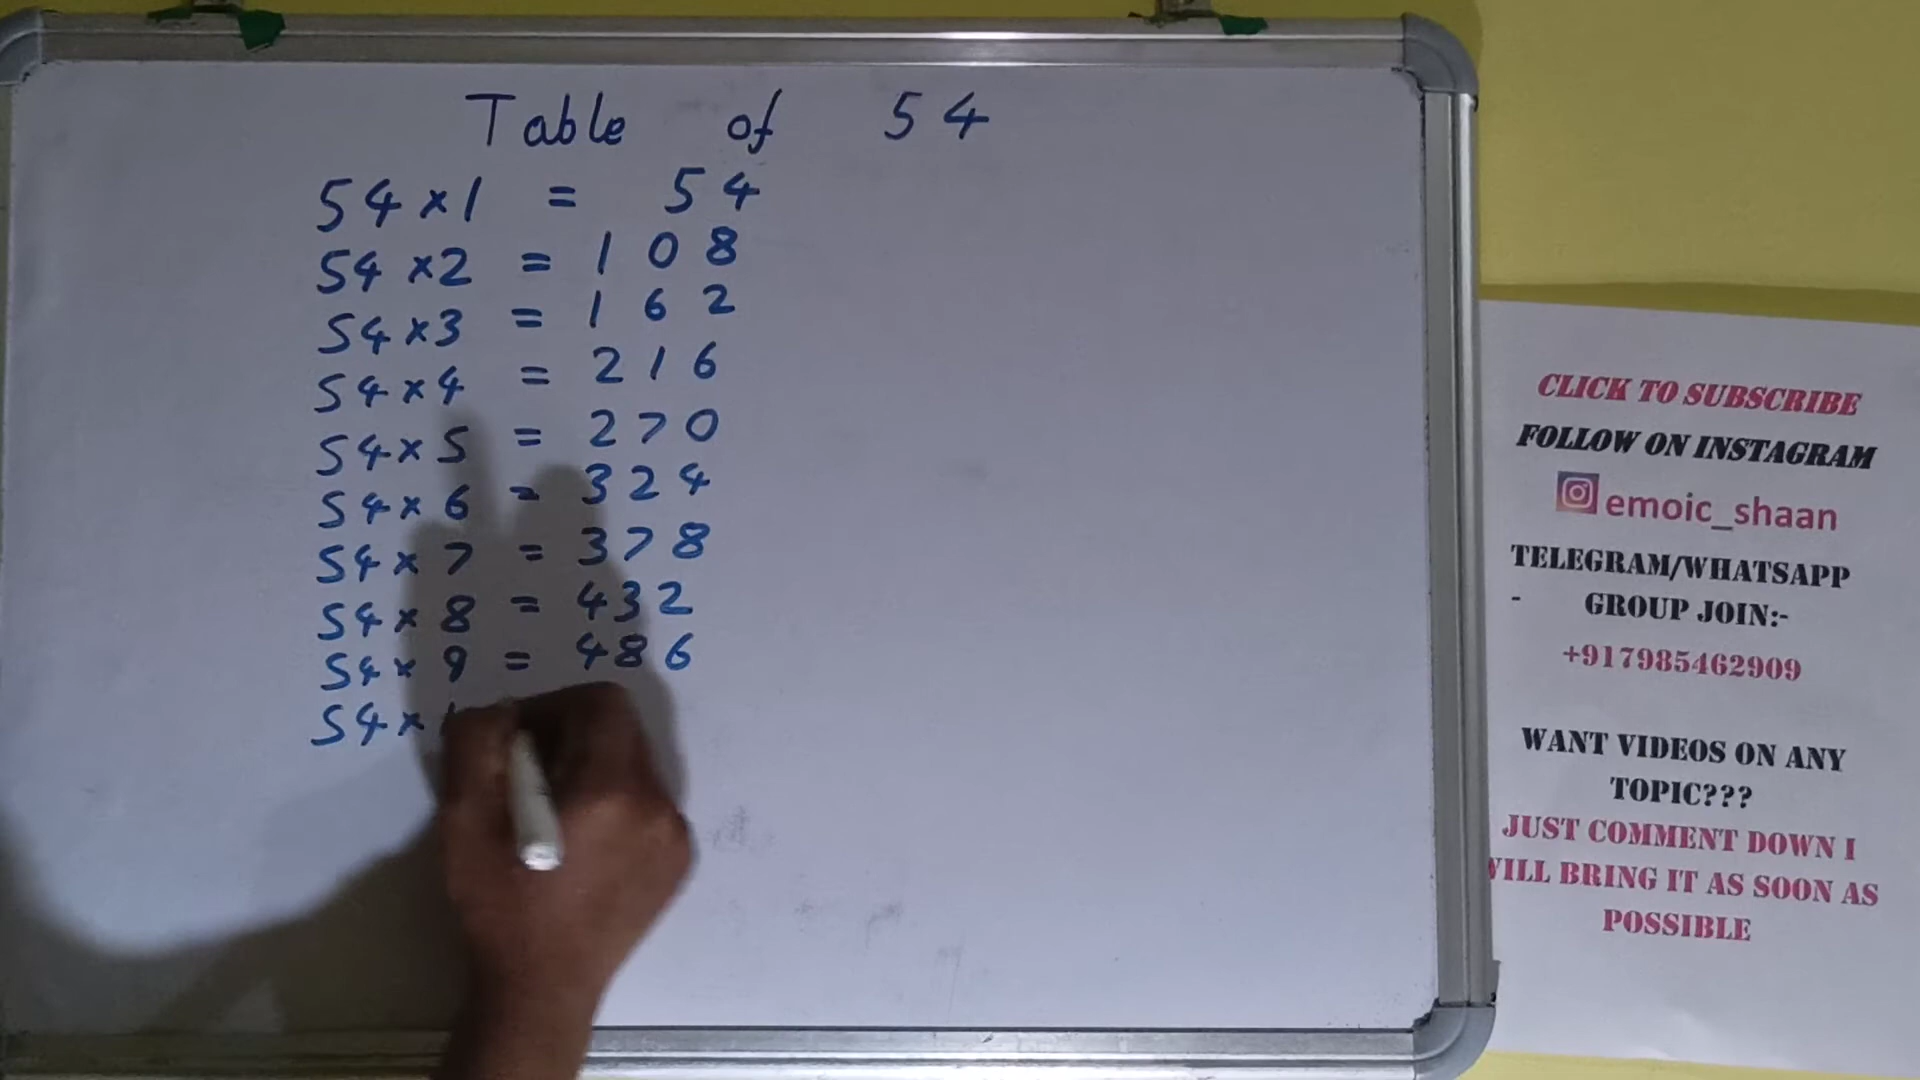 Table of 54
54×1 = 54
54×2 = 108
54×3 = 162
54×4 = 216
54×5 = 270
54×6 = 324
54×7 = 378
54×8 = 432
54×9 = 486
54×1
CLICK TO SUBSCRIBE
FOLLOW ON INSTAGRAM
emoic_shaan
TELEGRAM/WHATSAPP
- GROUP JOIN:-
+917985462909
WANT VIDEOS ON ANY
TOPIC???
JUST COMMENT DOWN I
WILL BRING IT AS SOON AS
POSSIBLE